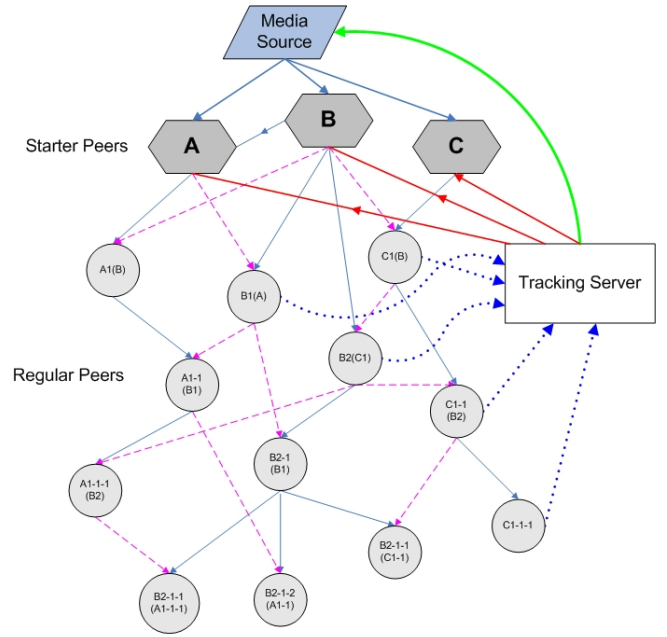 Media
Source
Starter Peers
A
B
C
A1(B)
B1(A)
C1(B)
Tracking Server
Regular Peers
A1-1
(B1)
B2(C1)
C1-1
(B2)
A1-1-1
(B2)
B2-1
(B1)
B2-1-1
(C1-1)
C1-1-1
B2-1-1
(A1-1-1)
B2-1-2
(A1-1)